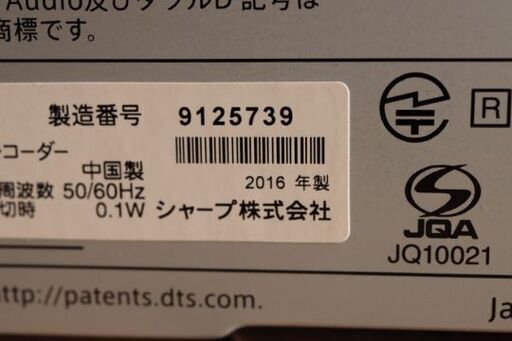 Audio及びダブルD 記号は
商標です。
製造番号 9125739
コーダー
中国製
周波数 50/60Hz
2016 年製
切時 0.1W シャープ株式会社
R
S
JQA
JQ10021
http://patents.dts.com.
Ja